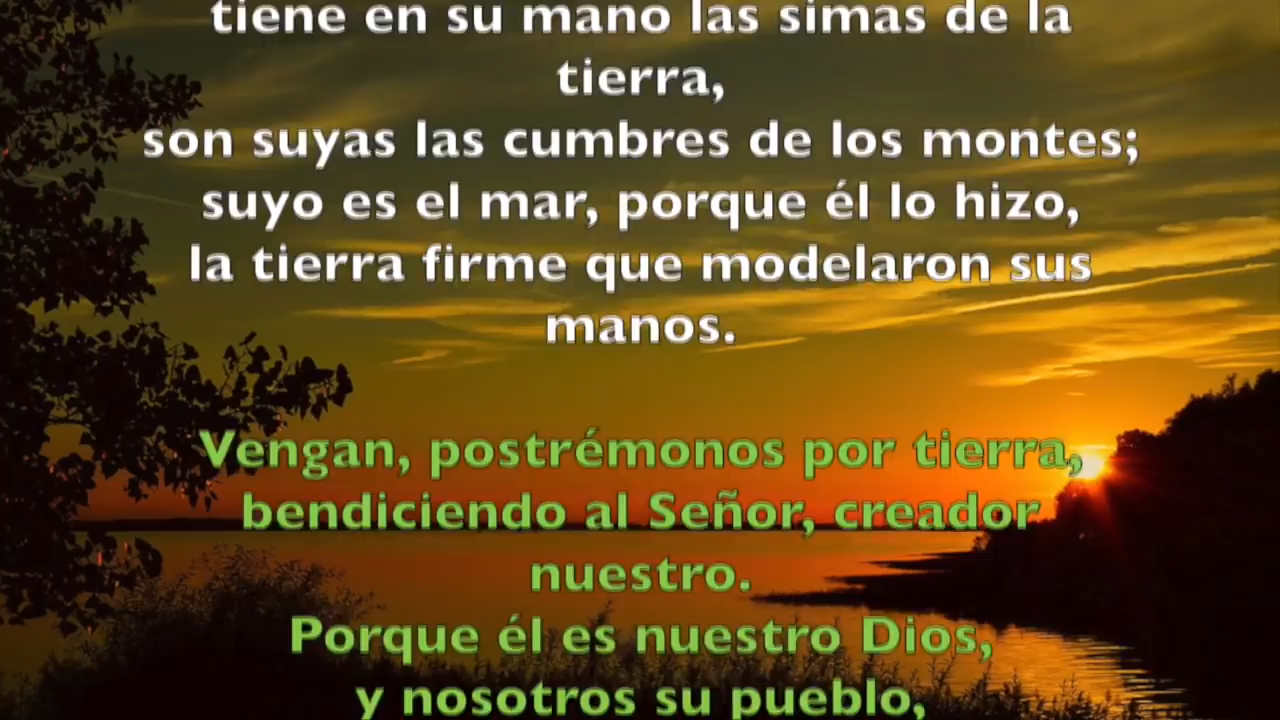 tiene en su mano las simas de la
tierra,
son suyas las cumbres de los montes;
suyo es el mar, porque él lo hizo,
la tierra firme que modelaron sus
manos.
Vengan, postrémonos por tierra,
bendiciendo al Señor, creador
nuestro.
Porque él es nuestro Dios,
y nosotros su pueblo,